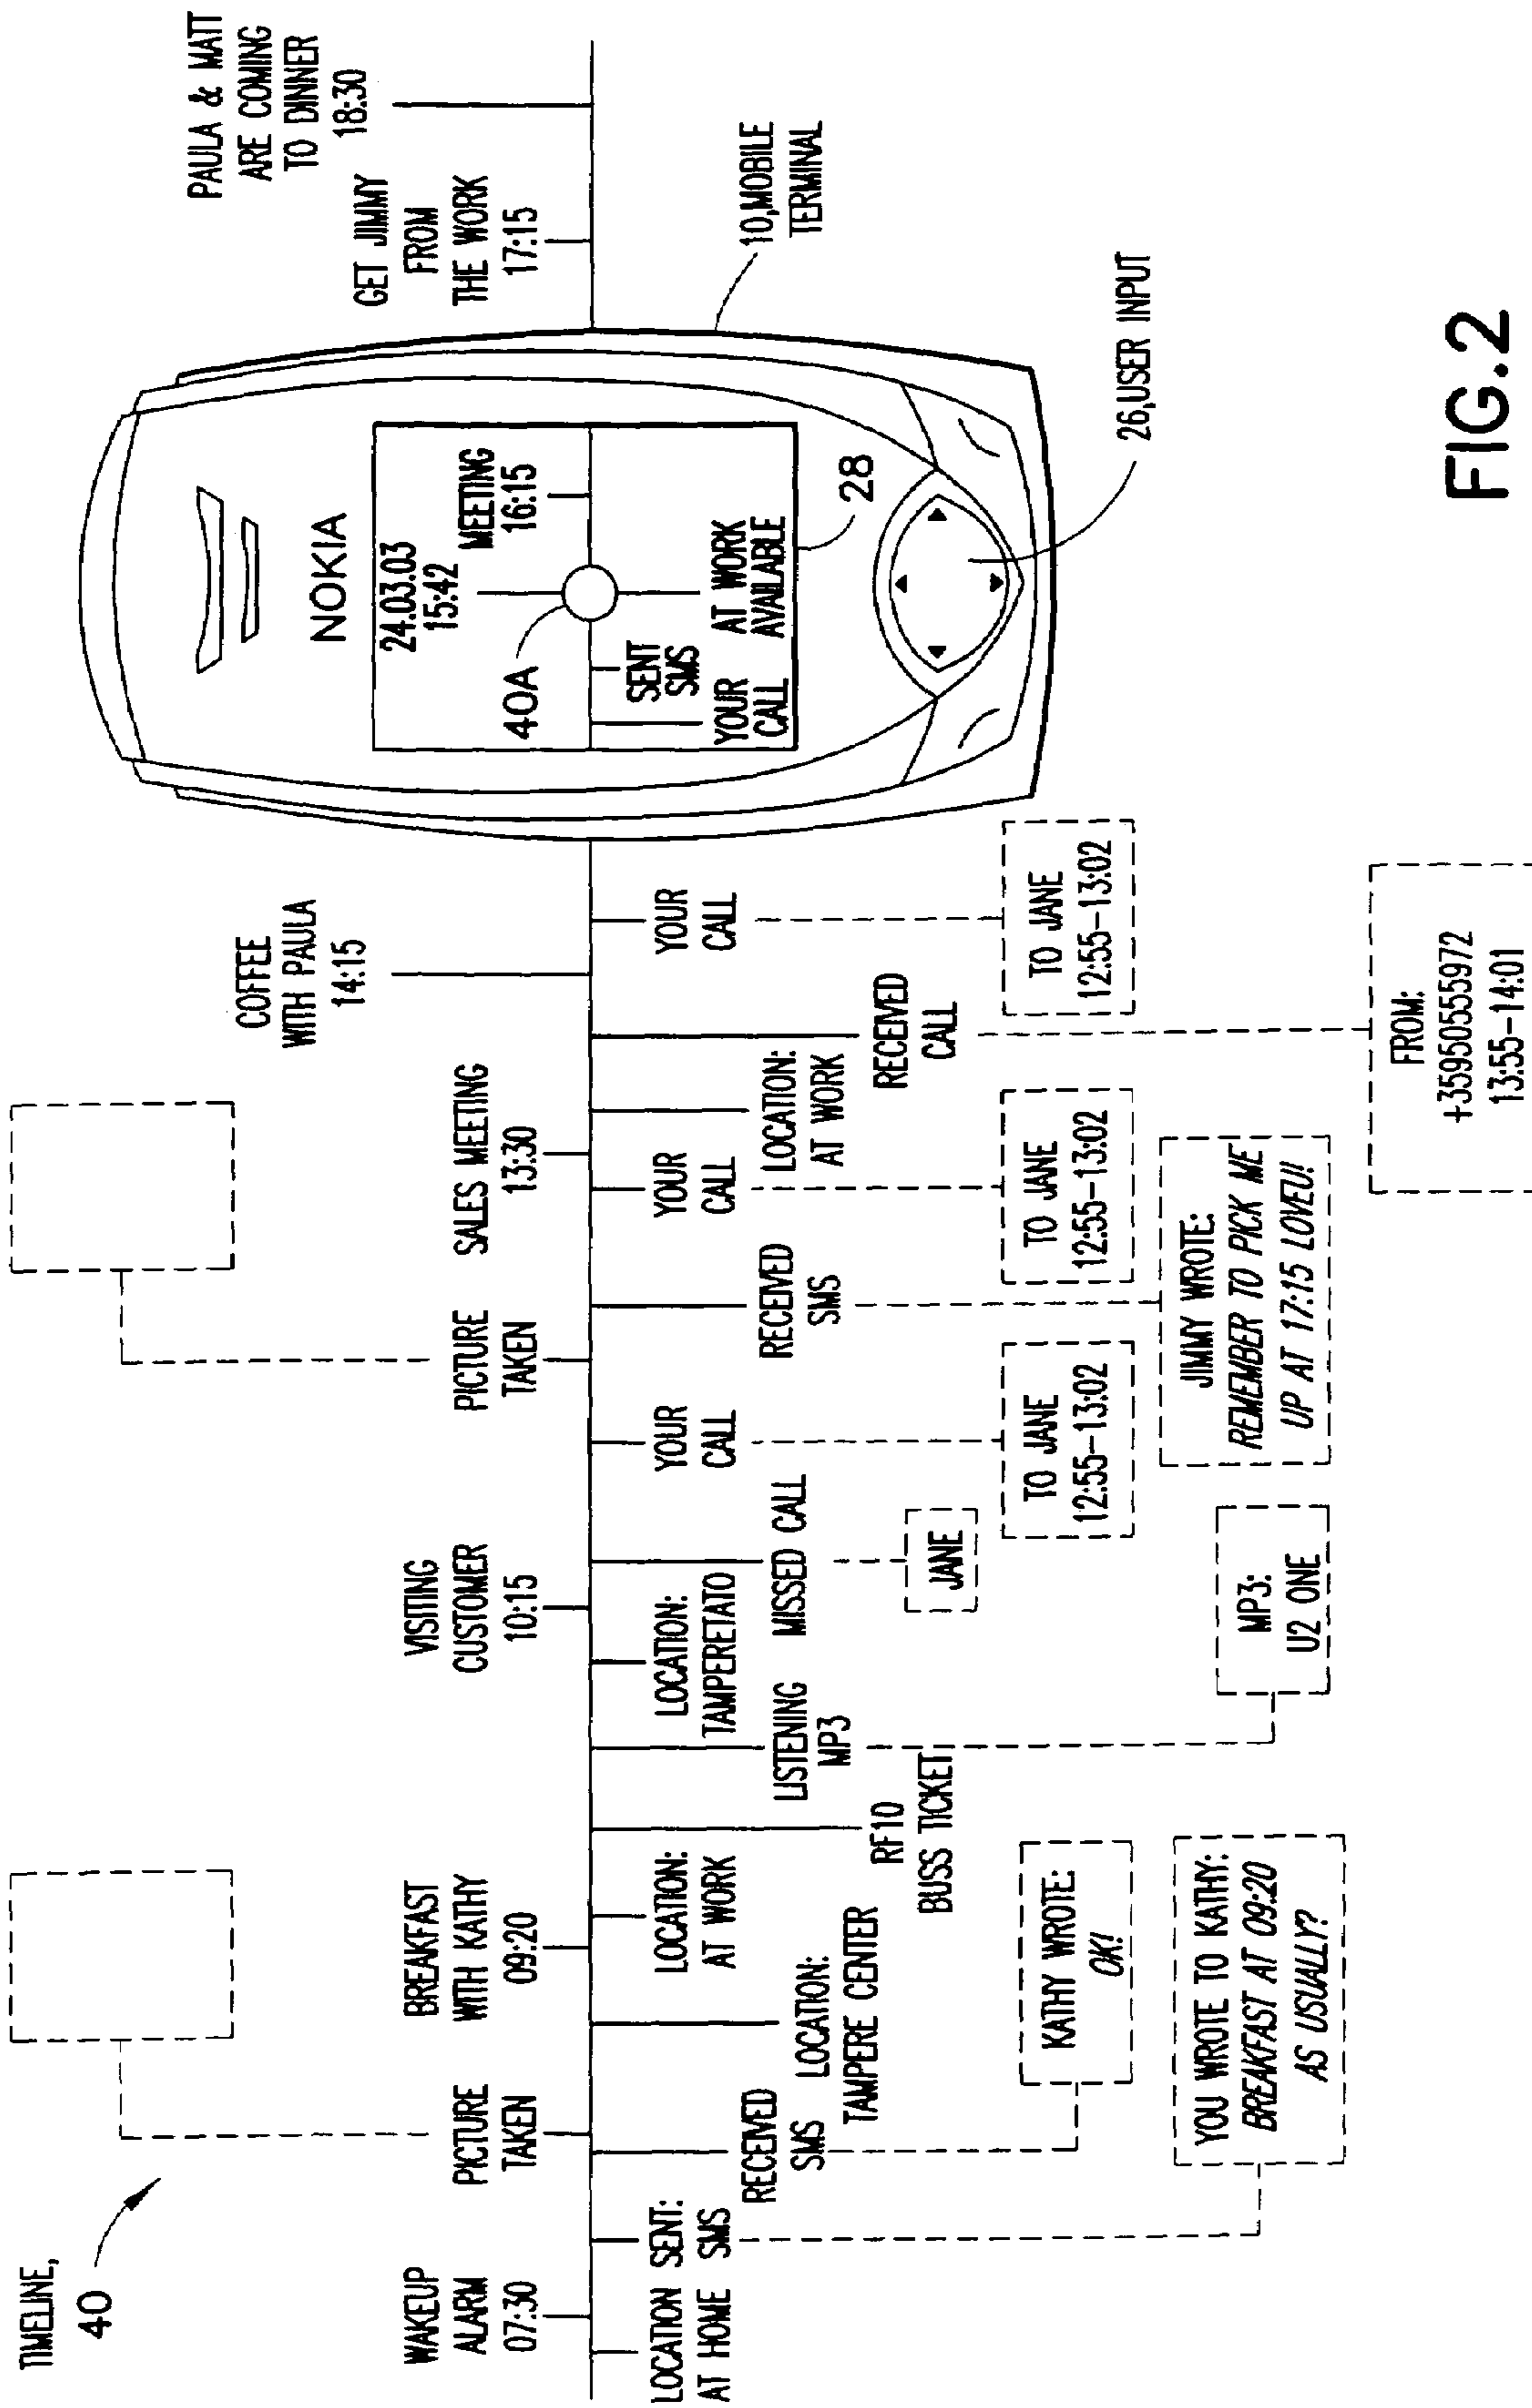 TIMELINE,
40
WAKEUP
ALARM
07:30
PICTURE
TAKEN
BREAKFAST
WITH KATHY
09:20
VISITING
CUSTOMER
10:15
PICTURE
TAKEN
SALES MEETING
13:30
COFFEE
WITH PAULA
14:15
GET JIMMY
FROM
THE WORK
17:15
PAULA & MATT
ARE COMING
TO DINNER
18:30
NOKIA
24.03.03
15:42
MEETING
16:15
40A
SENT
SMS
YOUR
CALL
AT WORK
AVAILABLE
28
10,MOBILE
TERMINAL
26,USER INPUT
LOCATION SENT:
AT HOME SMS
RECEIVED
SMS
LOCATION:
TAMPERE CENTER
LOCATION:
AT WORK
RF10
BUSS TICKET
LISTENING
MP3
LOCATION:
TAMPERETATO
MISSED CALL
YOUR
CALL
RECEIVED
SMS
YOUR
CALL
LOCATION:
AT WORK
RECEIVED
CALL
YOUR
CALL
YOU WROTE TO KATHY:
BREAKFAST AT 09:20
AS USUALLY?
KATHY WROTE:
OK!
MP3:
U2 ONE
JANE
TO JANE
12:55-13:02
JIMMY WROTE:
REMEMBER TO PICK ME
UP AT 17:15 LOVEU!
TO JANE
12:55-13:02
FROM:
+35950555972
13:55-14:01
TO JANE
12:55-13:02
FIG.2